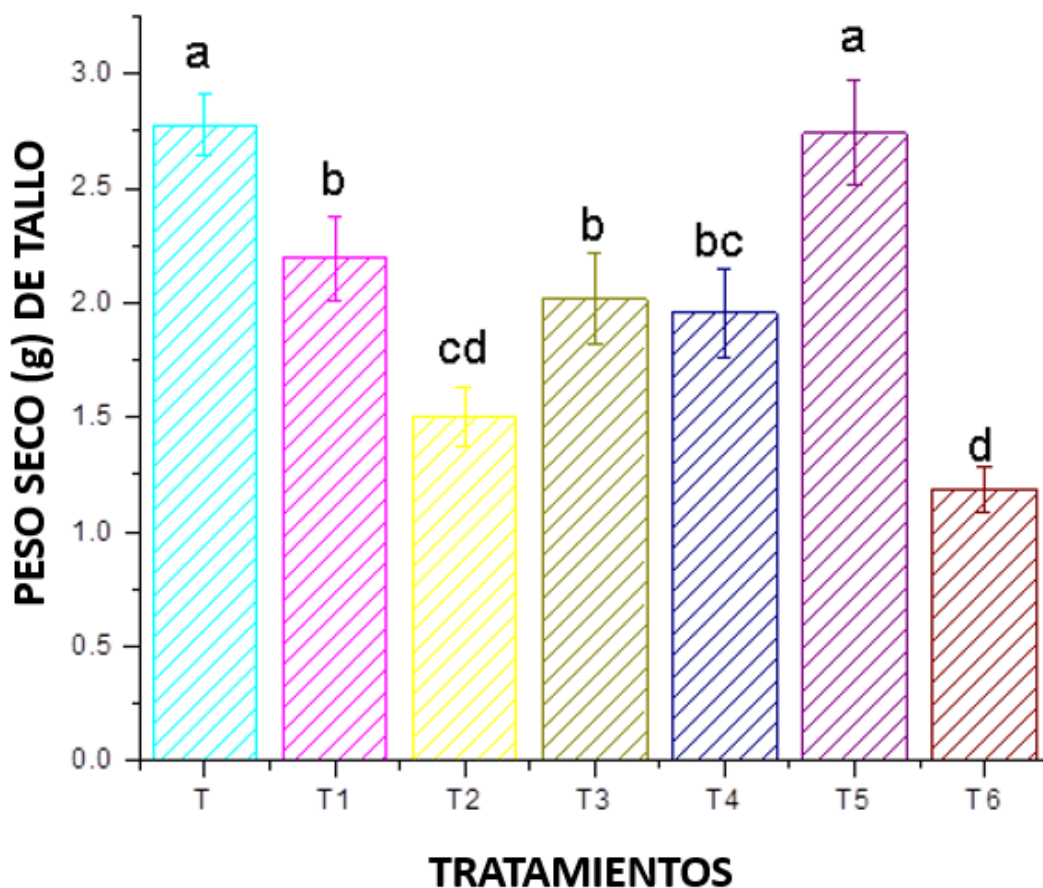 PESO SECO (g) DE TALLO
3.0
2.5
2.0
1.5
1.0
0.5
0.0
a
b
cd
b
bc
a
d
T T1 T2 T3 T4 T5 T6
TRATAMIENTOS